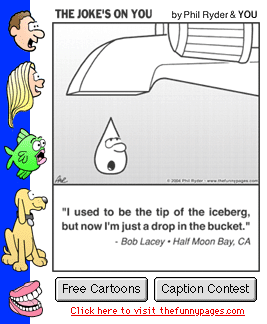 THE JOKE'S ON YOU by Phil Ryder & YOU
© 2004 Phil Ryder · www.thefunnypages.com
"I used to be the tip of the iceberg,
but now I'm just a drop in the bucket."
- Bob Lacey • Half Moon Bay, CA
Free Cartoons
Caption Contest
Click here to visit thefunnypages.com